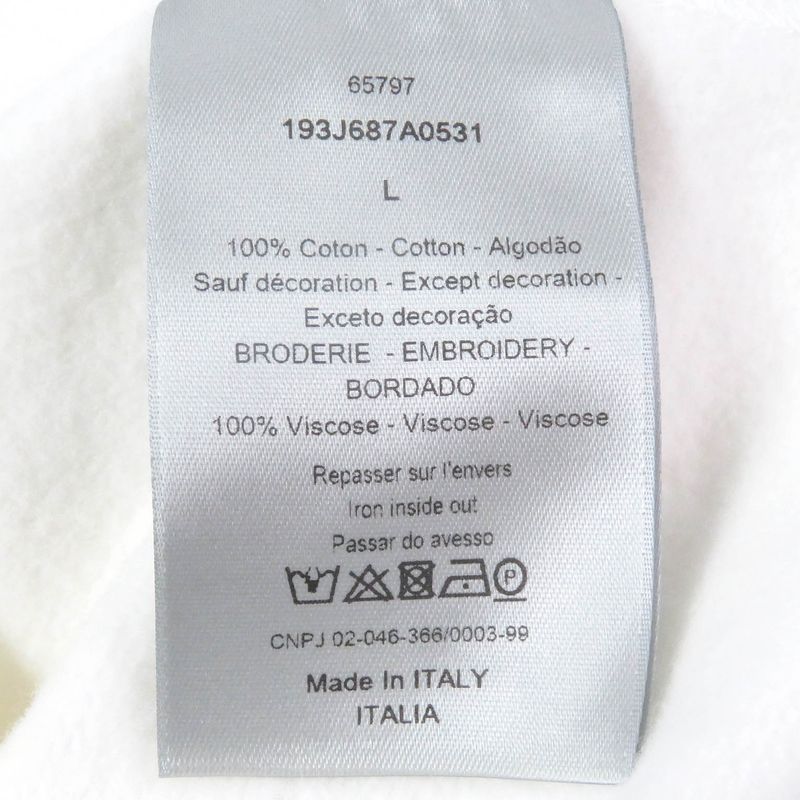 65797
193J687A0531
L
100% Coton - Cotton - Algodão
Sauf décoration - Except decoration -
Exceto decoração
BRODERIE - EMBROIDERY -
BORDADO
100% Viscose - Viscose - Viscose
Repasser sur l'envers
Iron inside out
Passar do avesso
P
CNPJ 02-046-366/0003-99
Made In ITALY
ITALIA